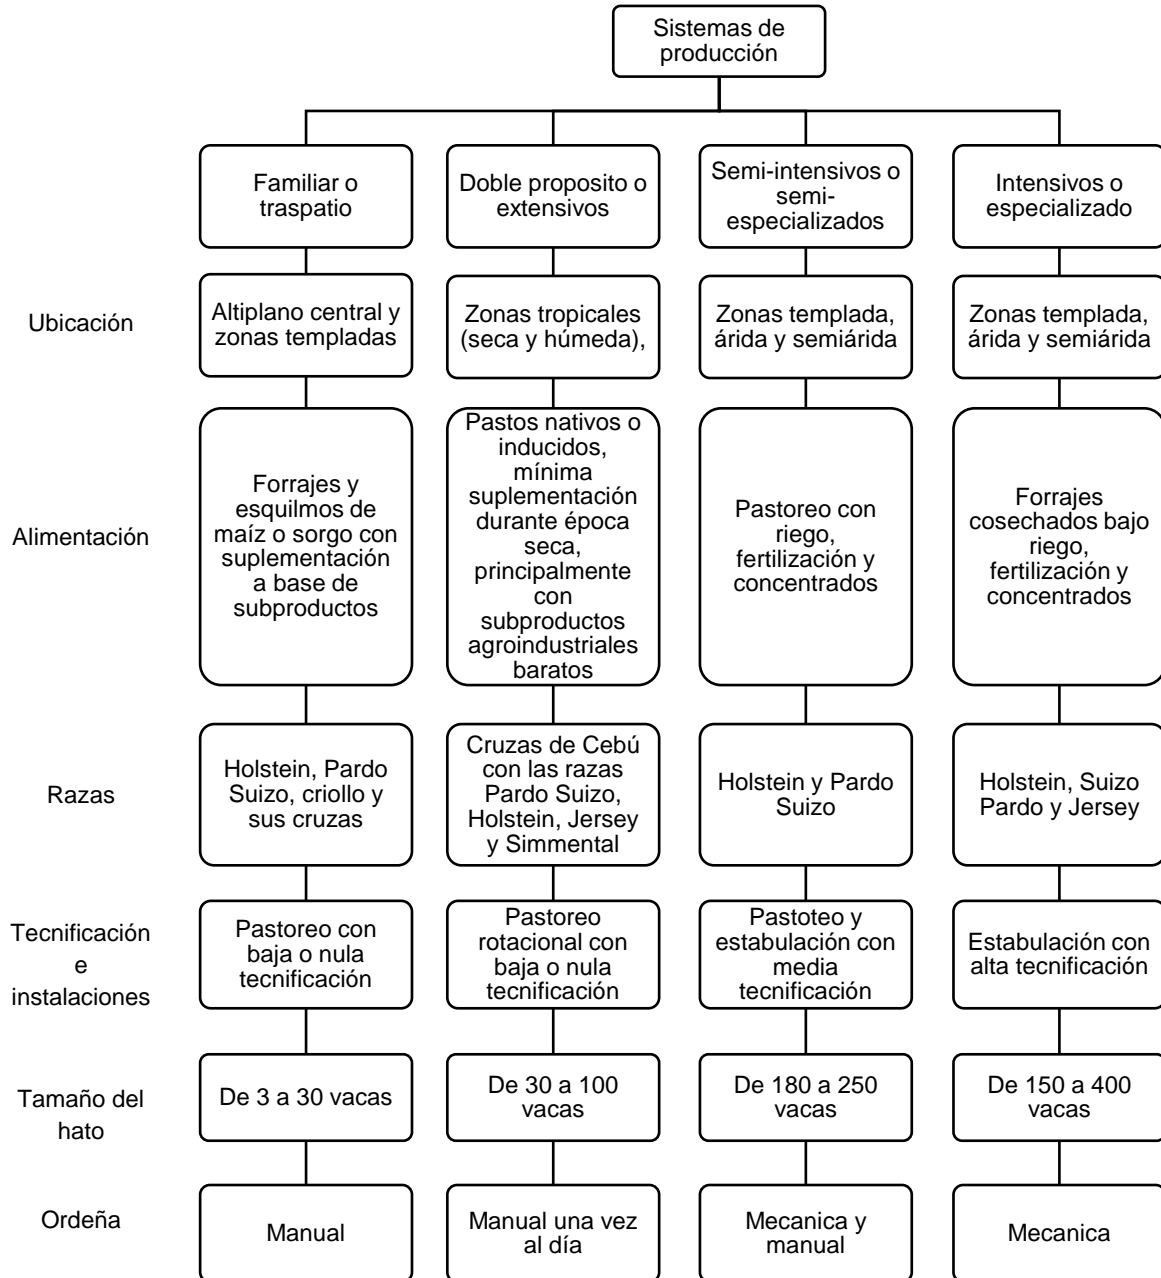 Sistemas de
producción
Familiar o
traspatio
Doble proposito o
extensivos
Semi-intensivos o
semi-
especializados
Intensivos o
especializado
Ubicación
Altiplano central y
zonas templadas
Zonas tropicales
(seca y húmeda),
Zonas templada,
árida y semiárida
Zonas templada,
árida y semiárida
Alimentación
Forrajes y
esquilmos de
maíz o sorgo con
suplementación
a base de
subproductos
Pastos nativos o
inducidos,
mínima
suplementación
durante época
seca,
principalmente
con
subproductos
agroindustriales
baratos
Pastoreo con
riego,
fertilización y
concentrados
Forrajes
cosechados bajo
riego,
fertilización y
concentrados
Razas
Holstein, Pardo
Suizo, criollo y
sus cruzas
Cruzas de Cebú
con las razas
Pardo Suizo,
Holstein, Jersey
y Simmental
Holstein y Pardo
Suizo
Holstein, Suizo
Pardo y Jersey
Tecnificación
e
instalaciones
Pastoreo con
baja o nula
tecnificación
Pastoreo
rotacional con
baja o nula
tecnificación
Pastoteo y
estabulación con
media
tecnificación
Estabulación con
alta tecnificación
Tamaño del
hato
De 3 a 30 vacas
De 30 a 100
vacas
De 180 a 250
vacas
De 150 a 400
vacas
Ordeña
Manual
Manual una vez
al día
Mecanica y
manual
Mecanica